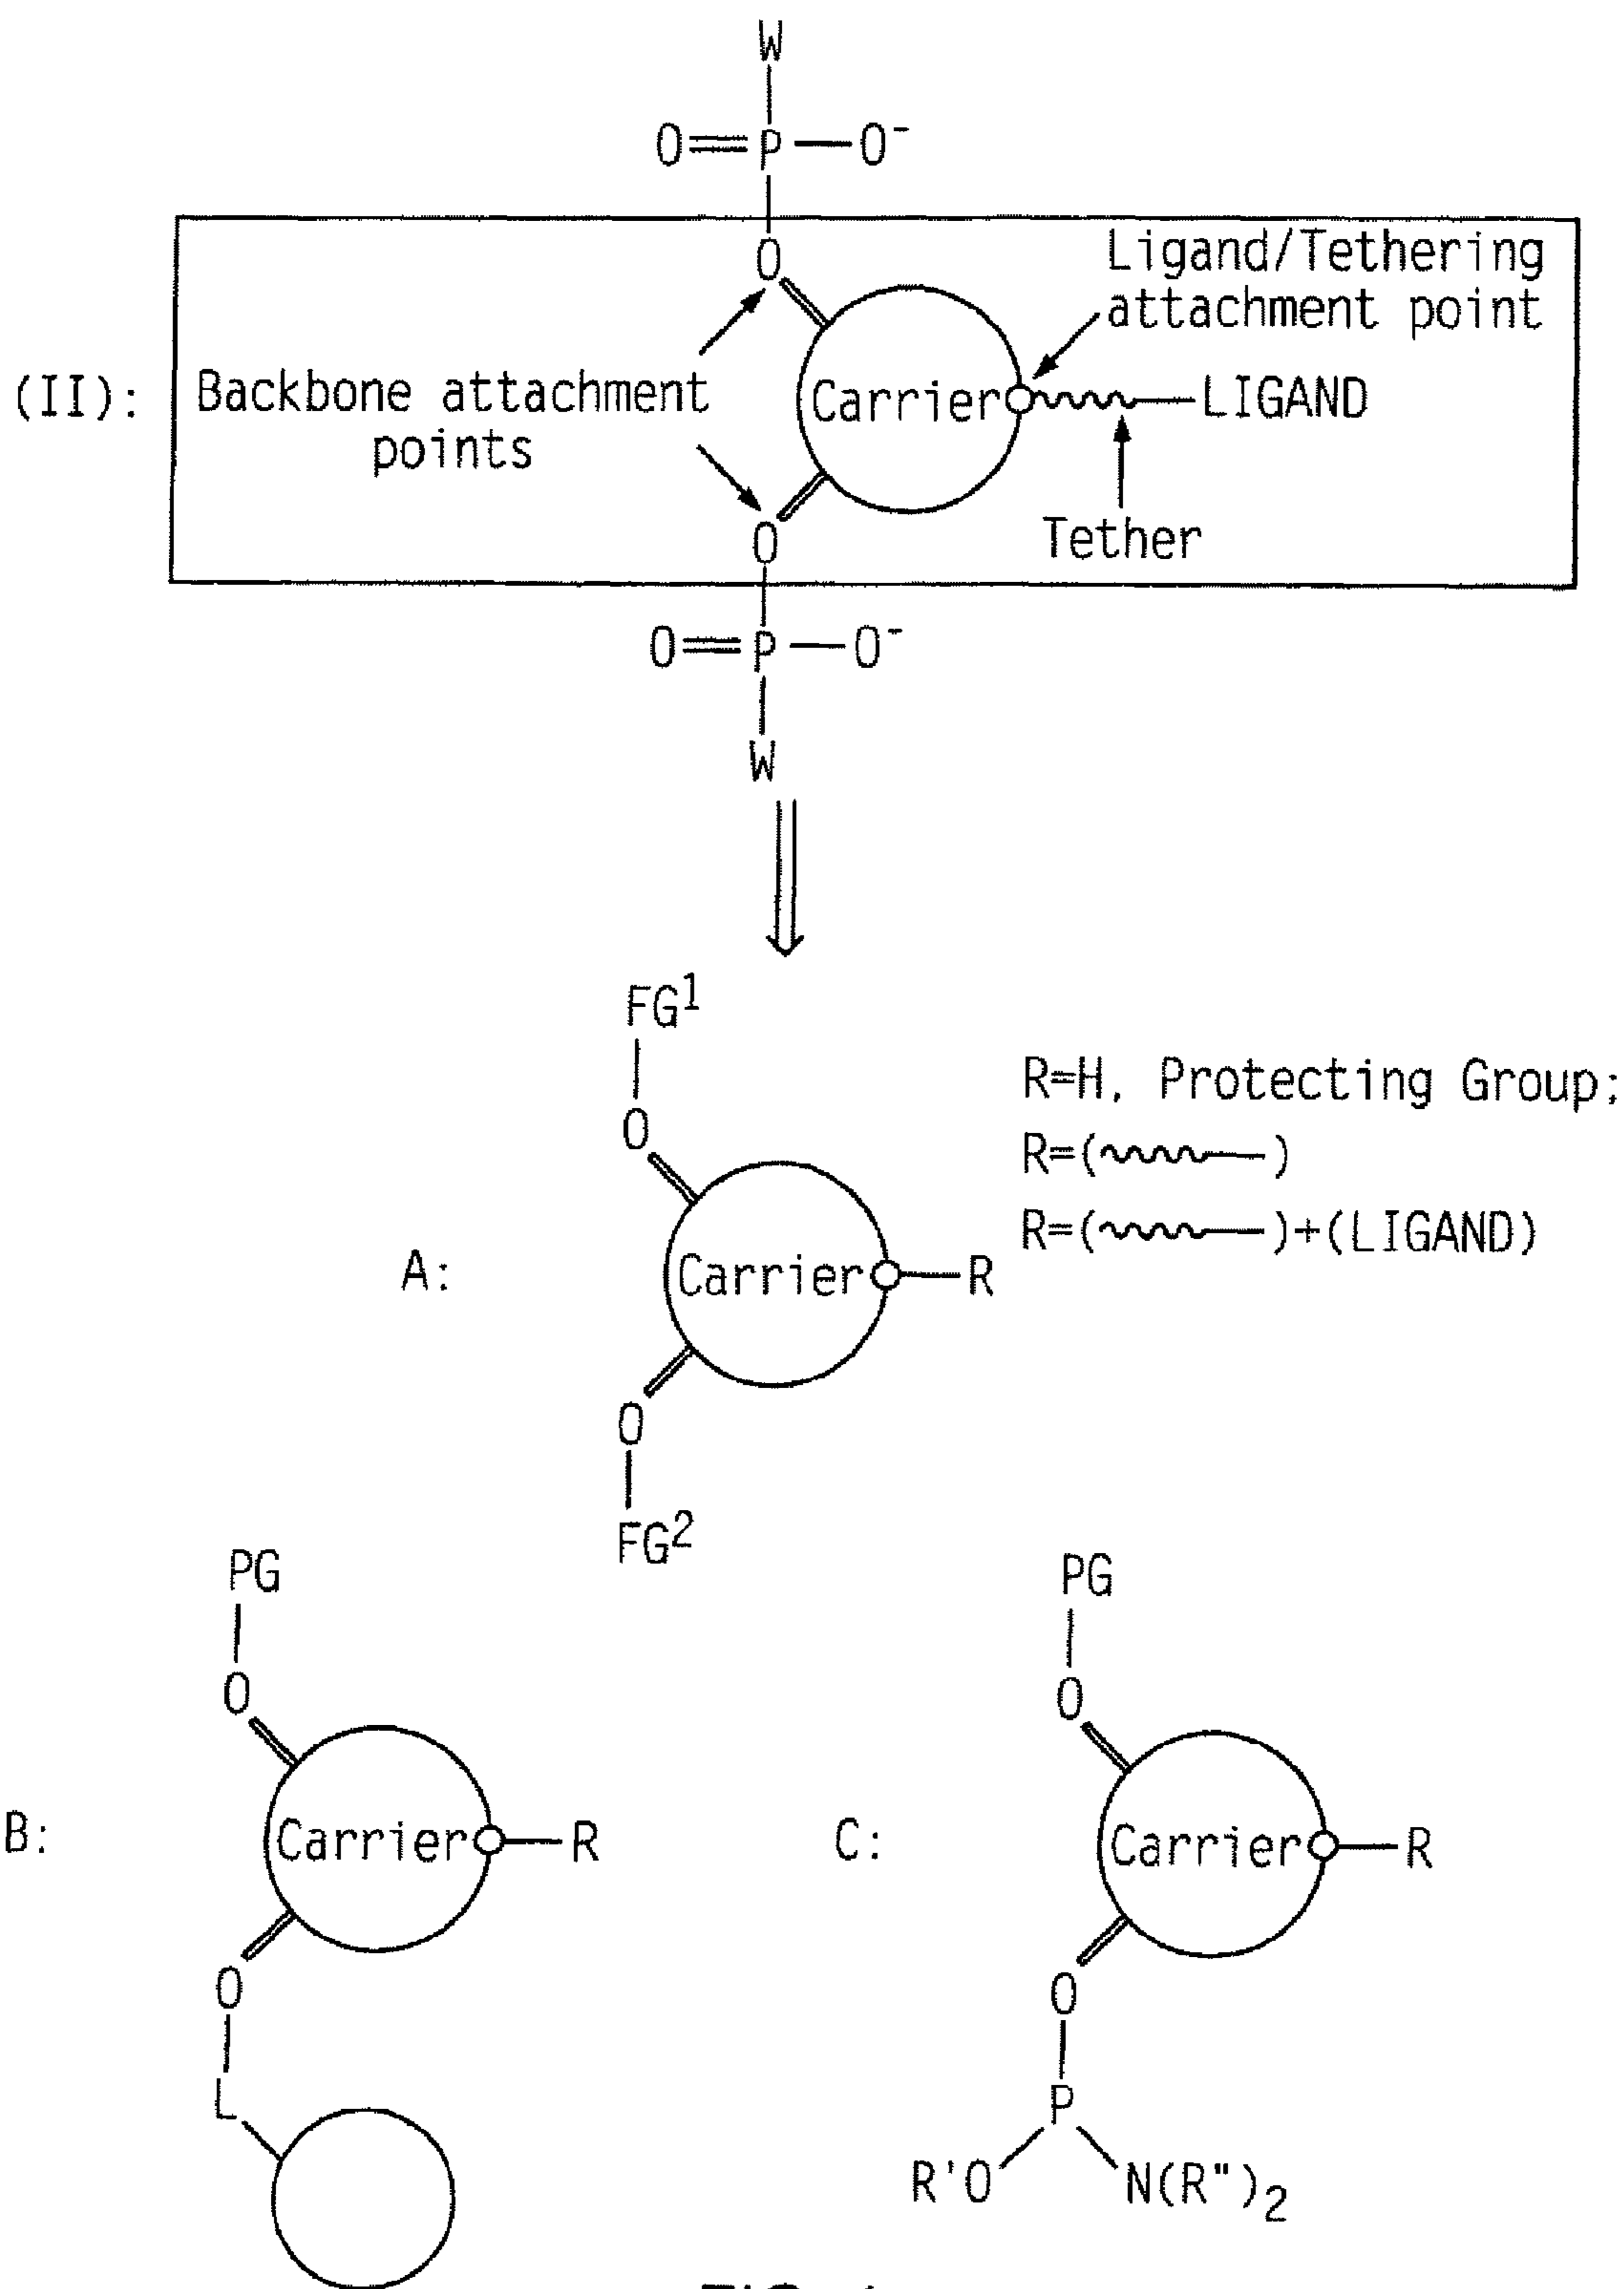 W
O=P—O⁻
O
Ligand/Tethering
attachment point
(II):
Backbone attachment
points
Carrier
LIGAND
Tether
O
O=P—O⁻
W
FG¹
O
R=H, Protecting Group;
R=( )
R=( )+(LIGAND)
A:
Carrier
R
O
FG²
PG
O
B:
Carrier
R
O
L
PG
O
C:
Carrier
R
O
P
R'O
N(R")₂